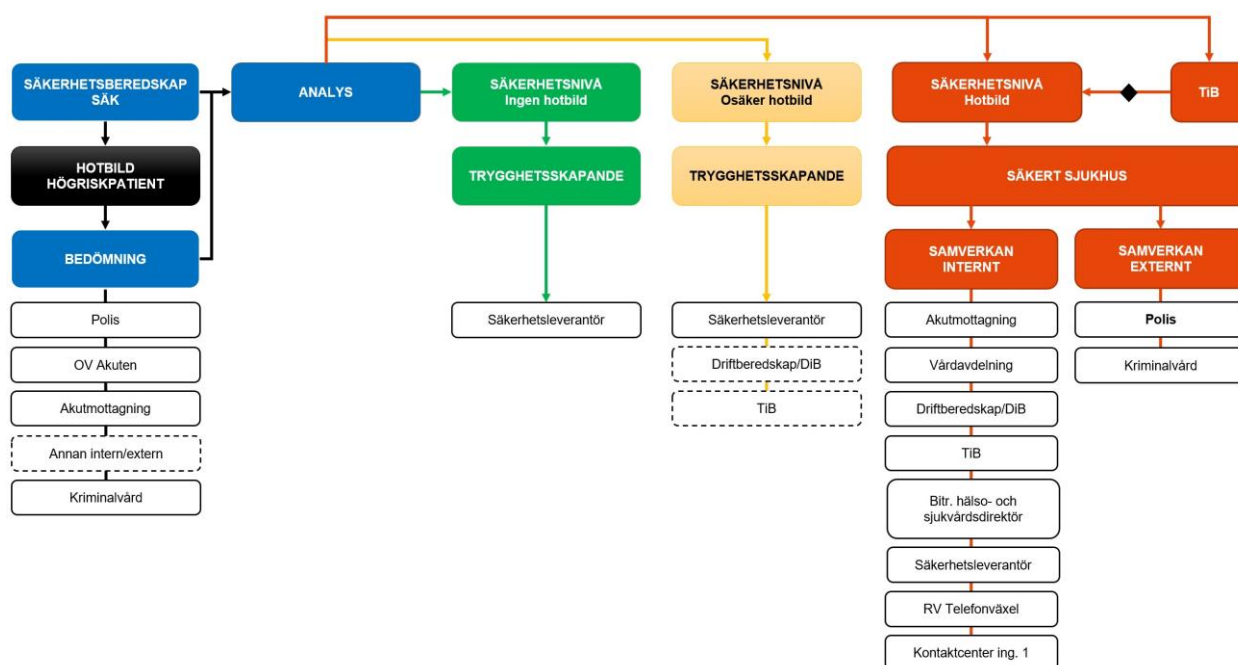 SÄKERHETSBEREDSKAP
SÄK
HOTBILD
HÖGRISKPATIENT
BEDÖMNING
Polis
OV Akuten
Akutmottagning
Annan intern/extern
Kriminalvård
ANALYS
SÄKERHETSNIVÅ
Ingen hotbild
TRYGGHETSSKAPANDE
Säkerhetsleverantör
SÄKERHETSNIVÅ
Osäker hotbild
TRYGGHETSSKAPANDE
Säkerhetsleverantör
Driftberedskap/DiB
TiB
SÄKERHETSNIVÅ
Hotbild
TiB
SÄKERT SJUKHUS
SAMVERKAN
INTERNT
Akutmottagning
Vårdavdelning
Driftberedskap/DiB
TiB
Bitr. hälso- och
sjukvårdsdirektör
Säkerhetsleverantör
RV Telefonväxel
Kontaktcenter ing. 1
SAMVERKAN
EXTERNT
Polis
Kriminalvård